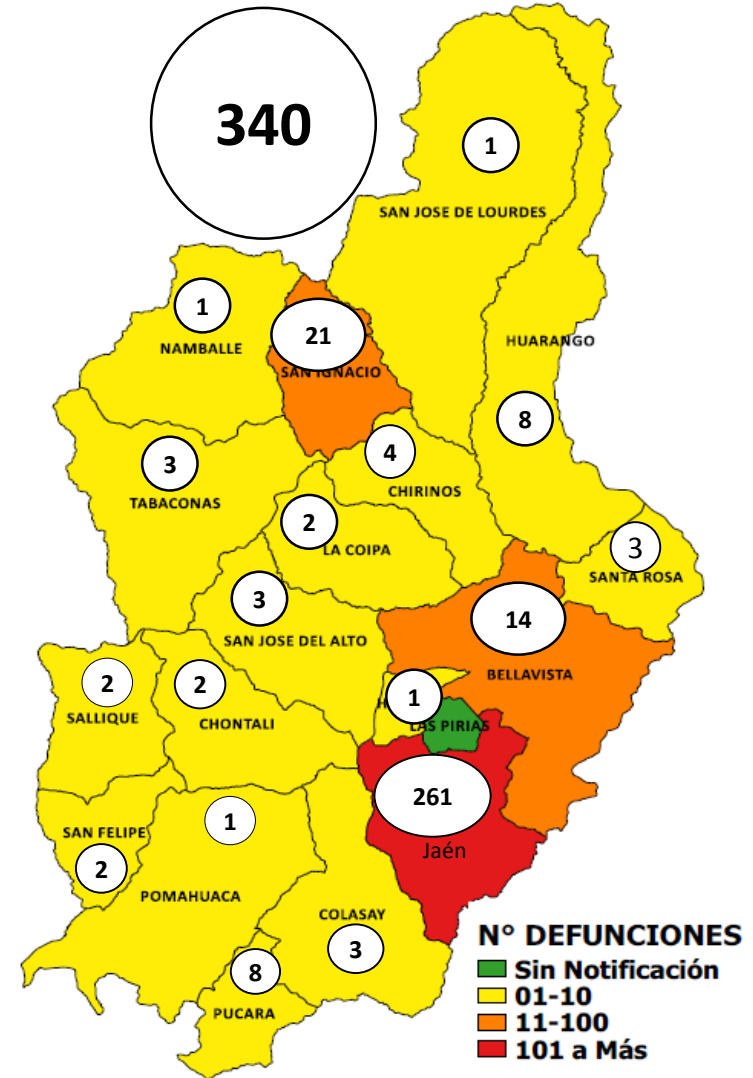 340
1
SAN JOSE DE LOURDES
1
NAMBALLE
21
SAN IGNACIO
HUARANGO
8
4
CHIRINOS
3
TABACONAS
2
LA COIPA
3
SANTA ROSA
3
SAN JOSE DEL ALTO
14
BELLAVISTA
2
SALLIQUE
2
CHONTALI
1
LAS PIRIAS
261
Jaén
1
SAN FELIPE
2
POMAHUACA
COLASAY
3
8
PUCARA
N° DEFUNCIONES
Sin Notificación
01-10
11-100
101 a Más